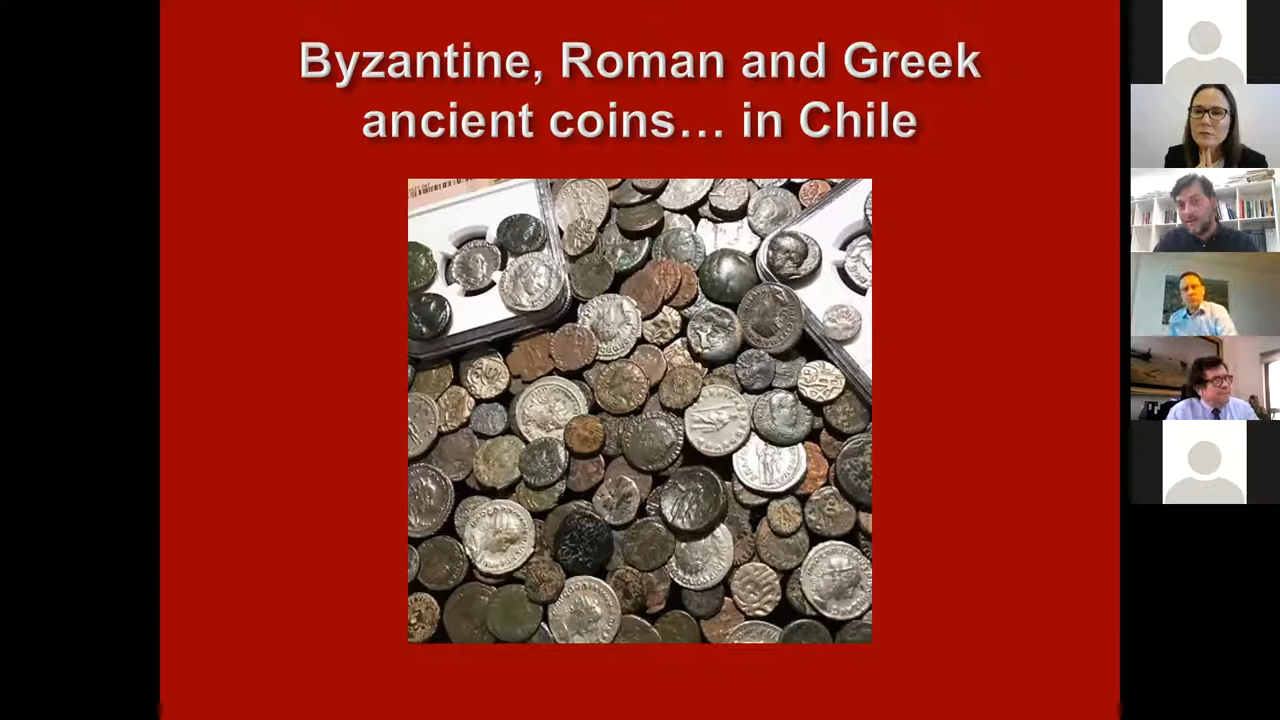 Byzantine, Roman and Greek
ancient coins… in Chile